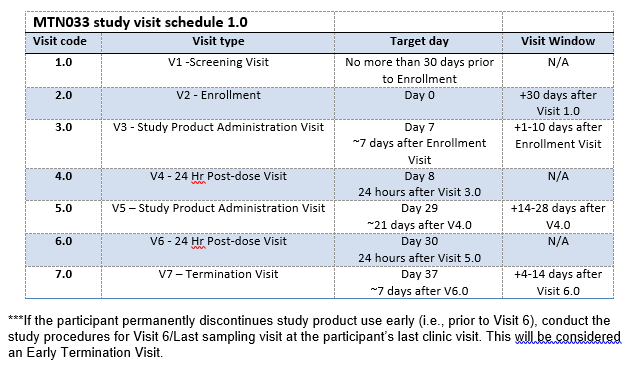 MTN033 study visit schedule 1.0
Visit code Visit type Target day Visit Window
1.0 V1 -Screening Visit No more than 30 days prior to Enrollment N/A
2.0 V2 - Enrollment Day 0 +30 days after Visit 1.0
3.0 V3 - Study Product Administration Visit Day 7 ~7 days after Enrollment Visit +1-10 days after Enrollment Visit
4.0 V4 - 24 Hr Post-dose Visit Day 8 24 hours after Visit 3.0 N/A
5.0 V5 – Study Product Administration Visit Day 29 ~21 days after V4.0 +14-28 days after V4.0
6.0 V6 - 24 Hr Post-dose Visit Day 30 24 hours after Visit 5.0 N/A
7.0 V7 – Termination Visit Day 37 ~7 days after V6.0 +4-14 days after Visit 6.0
***If the participant permanently discontinues study product use early (i.e., prior to Visit 6), conduct the
study procedures for Visit 6/Last sampling visit at the participant's last clinic visit. This will be considered
an Early Termination Visit.